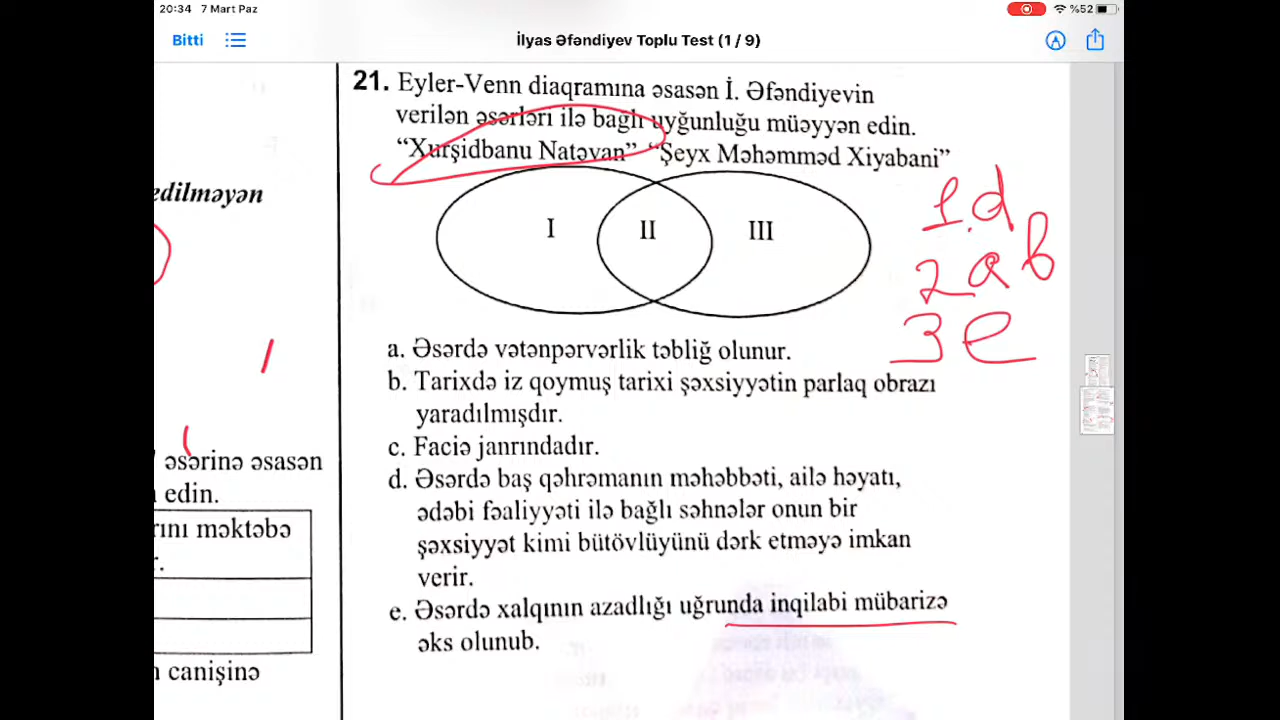 20:34 7 Mart Paz
%52
Bitti
İlyas Əfəndiyev Toplu Test (1 / 9)
edilməyən
əsərinə əsasən
edin.
rını məktəbə
r.
canişinə
21. Eyler-Venn diaqramına əsasən İ. Əfəndiyevin
verilən əsərləri ilə bağlı uyğunluğu müəyyən edin.
“Xurşidbanu Natəvan” “Şeyx Məhəmməd Xiyabani”
I II III
1.d
2 a b
3 e
a. Əsərdə vətənpərvərlik təbliğ olunur.
b. Tarixdə iz qoymuş tarixi şəxsiyyətin parlaq obrazı
yaradılmışdır.
c. Faciə janrındadır.
d. Əsərdə baş qəhrəmanın məhəbbəti, ailə həyatı,
ədəbi fəaliyyəti ilə bağlı səhnələr onun bir
şəxsiyyət kimi bütövlüyünü dərk etməyə imkan
verir.
e. Əsərdə xalqının azadlığı uğrunda inqilabi mübarizə
əks olunub.